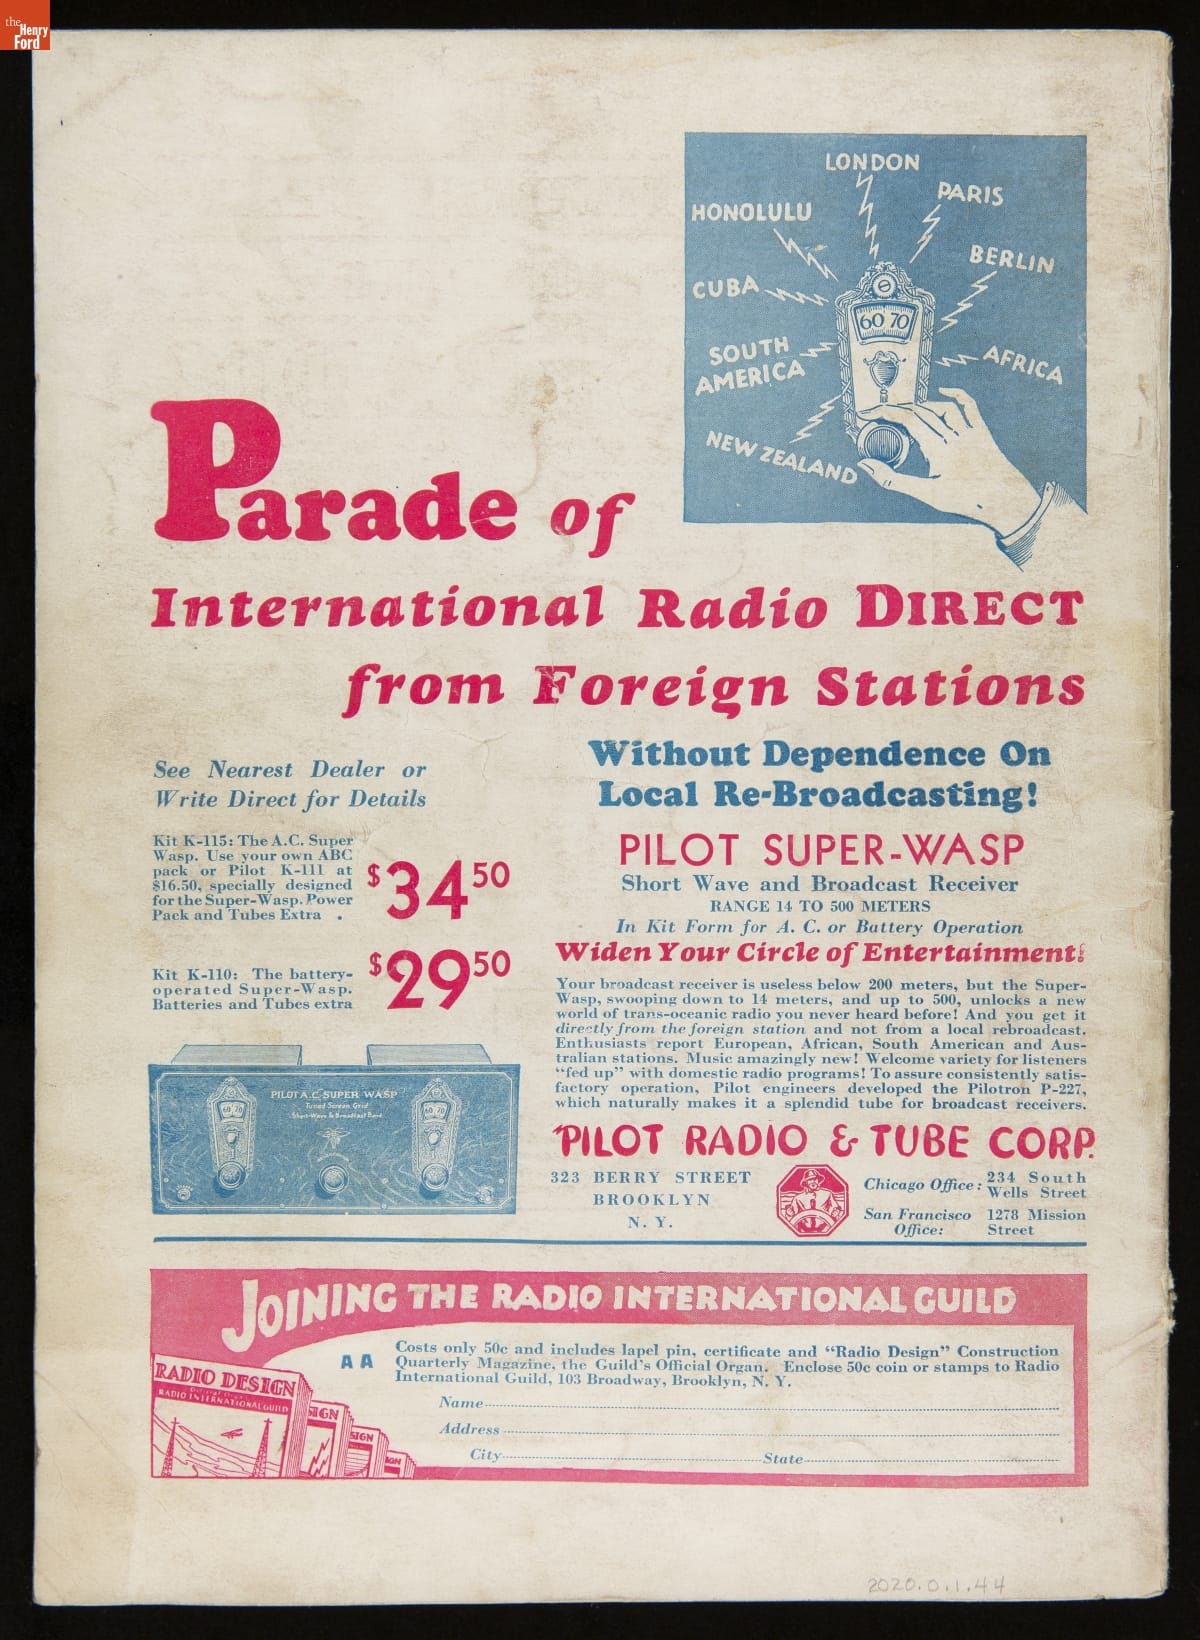 the
Henry
Ford
LONDON
PARIS
HONOLULU
BERLIN
CUBA
60 70
SOUTH
AMERICA
AFRICA
NEW ZEALAND
Parade of
International Radio DIRECT
from Foreign Stations
Without Dependence On
Local Re-Broadcasting!
See Nearest Dealer or
Write Direct for Details
Kit K-115: The A.C. Super
Wasp. Use your own ABC
pack or Pilot K-111 at
$16.50, specially designed
for the Super-Wasp. Power
Pack and Tubes Extra .
$34.50
Kit K-110: The battery-
operated Super-Wasp.
Batteries and Tubes extra
$29.50
PILOT SUPER-WASP
Short Wave and Broadcast Receiver
RANGE 14 TO 500 METERS
In Kit Form for A. C. or Battery Operation
Widen Your Circle of Entertainment!
Your broadcast receiver is useless below 200 meters, but the Super-
Wasp, swooping down to 14 meters, and up to 500, unlocks a new
world of trans-oceanic radio you never heard before! And you get it
directly from the foreign station and not from a local rebroadcast.
Enthusiasts report European, African, South American and Aus-
tralian stations. Music amazingly new! Welcome variety for listeners
"fed up" with domestic radio programs! To assure consistently satis-
factory operation, Pilot engineers developed the Pilotron P-227,
which naturally makes it a splendid tube for broadcast receivers.
PILOT A.C. SUPER WASP
Tuned Screen Grid
Short-Wave & Broadcast Band
60 70
60 70
PILOT RADIO & TUBE CORP.
323 BERRY STREET
BROOKLYN
N. Y.
Chicago Office: 234 South
Wells Street
San Francisco Office: 1278 Mission
Street
JOINING THE RADIO INTERNATIONAL GUILD
AA
Costs only 50c and includes lapel pin, certificate and "Radio Design" Construction
Quarterly Magazine, the Guild's Official Organ. Enclose 50c coin or stamps to Radio
International Guild, 103 Broadway, Brooklyn, N. Y.
Name
Address
City State
RADIO DESIGN
Official Organ
RADIO INTERNATIONAL GUILD
SIGN
SIGN
IGN
2020.0.1.44